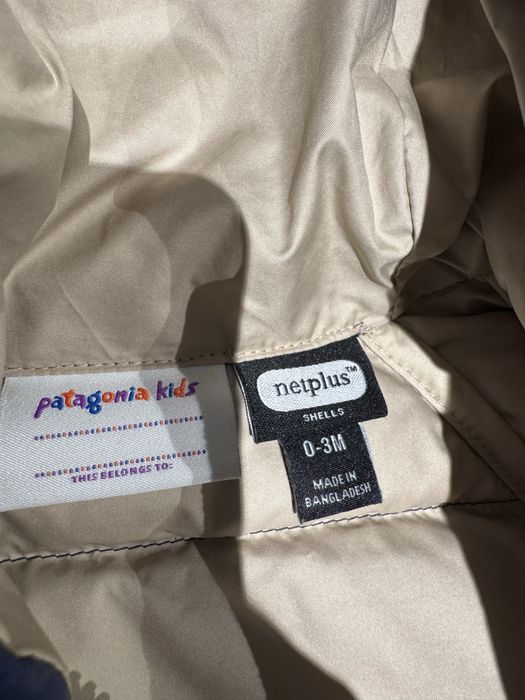 patagonia kids
THIS BELONGS TO:
netplus™
SHELLS
0-3M
MADE IN
BANGLADESH